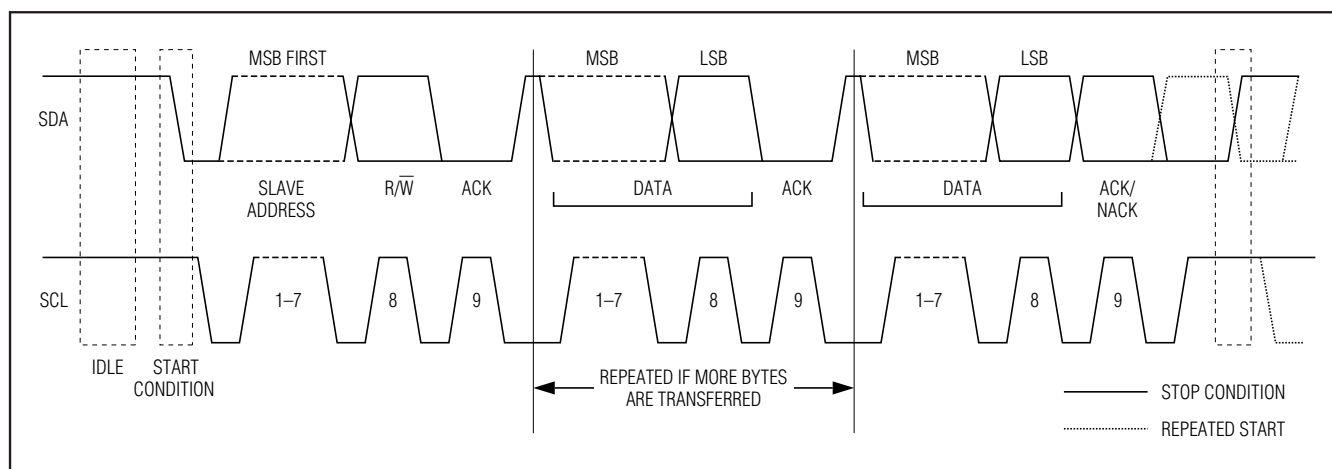 MSB FIRST
MSB
LSB
MSB
LSB
SDA
SLAVE
ADDRESS
R/W̅
ACK
DATA
ACK
DATA
ACK/
NACK
SCL
1–7
8
9
1–7
8
9
1–7
8
9
IDLE
START
CONDITION
REPEATED IF MORE BYTES
ARE TRANSFERRED
STOP CONDITION
REPEATED START